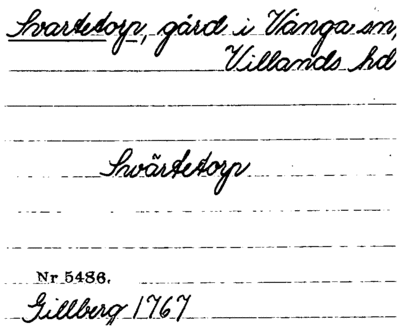 Svartetorp, gård i Vånga sn,
Villands hd
Swärtetorp
Nr 5486.
Gillberg 1767